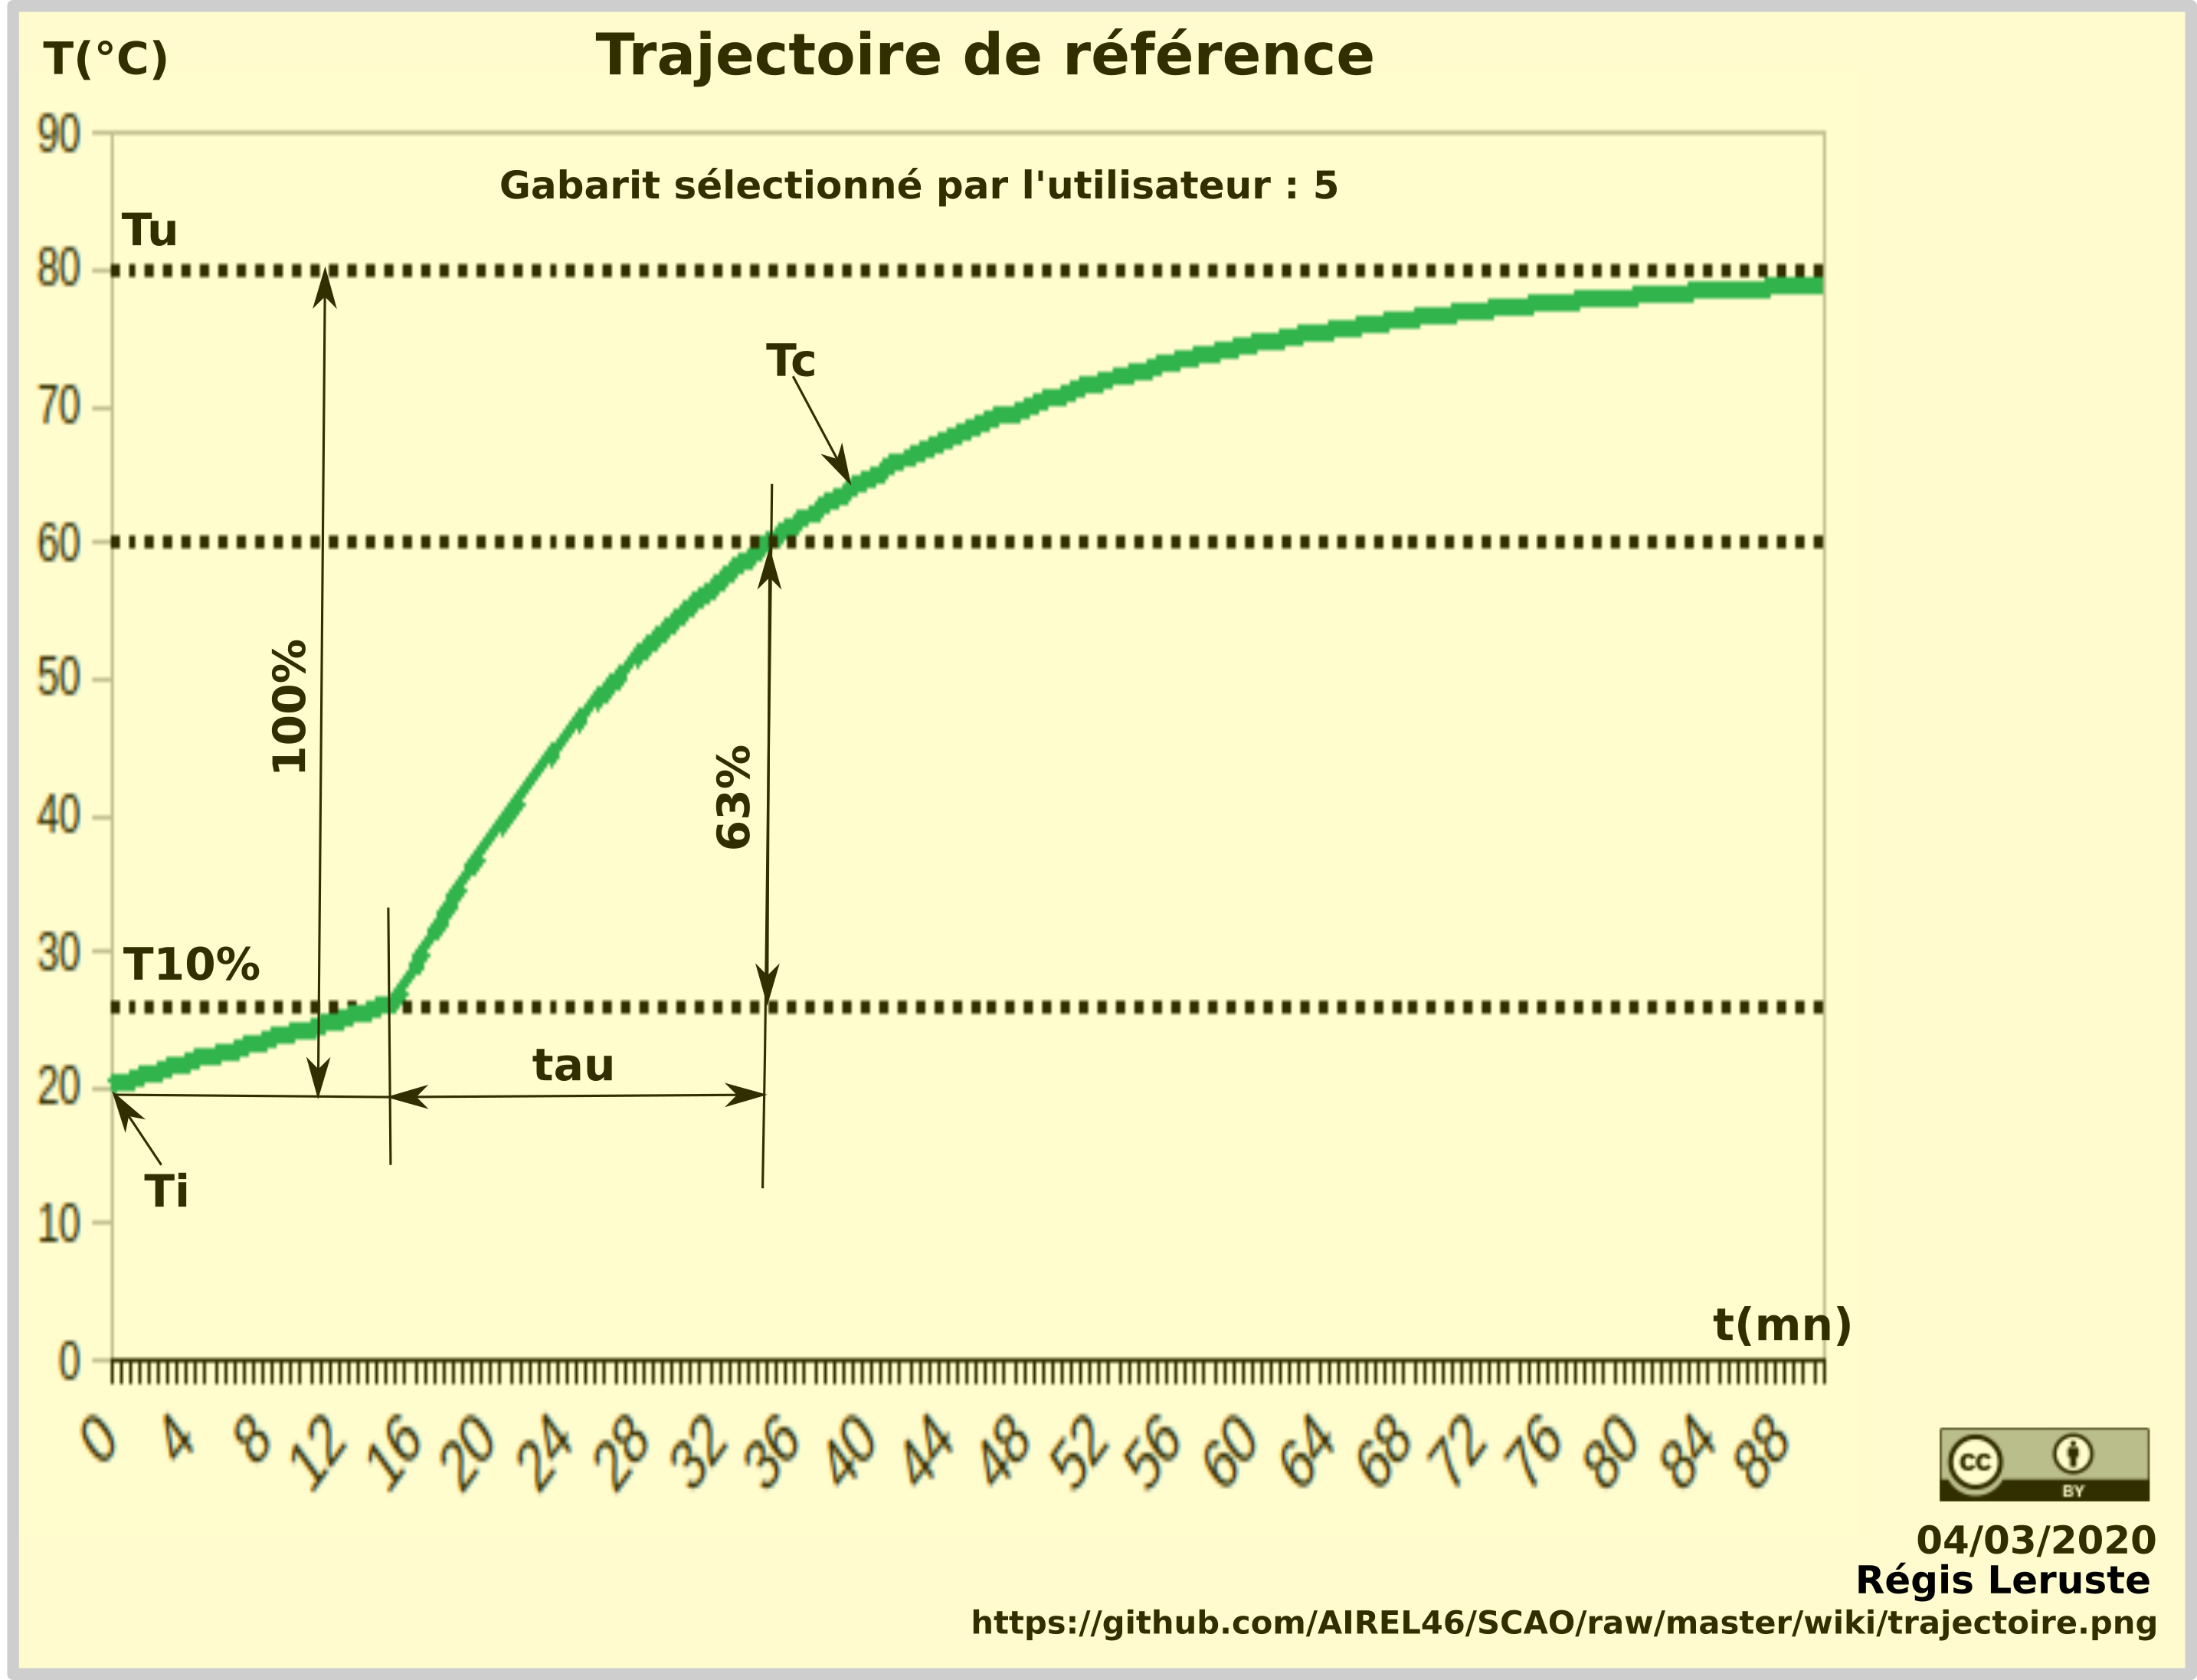 T(°C)
Trajectoire de référence
90
Gabarit sélectionné par l'utilisateur : 5
Tu
80
Tc
70
60
100%
50
63%
40
T10%
30
tau
20
Ti
10
t(mn)
0
0 4 8 12 16 20 24 28 32 36 40 44 48 52 56 60 64 68 72 76 80 84 88
cc
BY
04/03/2020
Régis Leruste
https://github.com/AIREL46/SCAO/raw/master/wiki/trajectoire.png